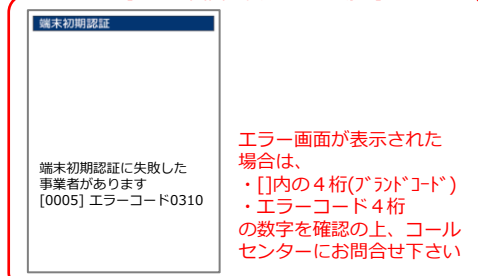 端末初期認証
端末初期認証に失敗した
事業者があります
[0005] エラーコード0310
エラー画面が表示された
場合は、
・[]内の４桁(ﾌﾞﾗﾝﾄﾞｺｰﾄﾞ)
・エラーコード４桁
の数字を確認の上、コール
センターにお問合せ下さい